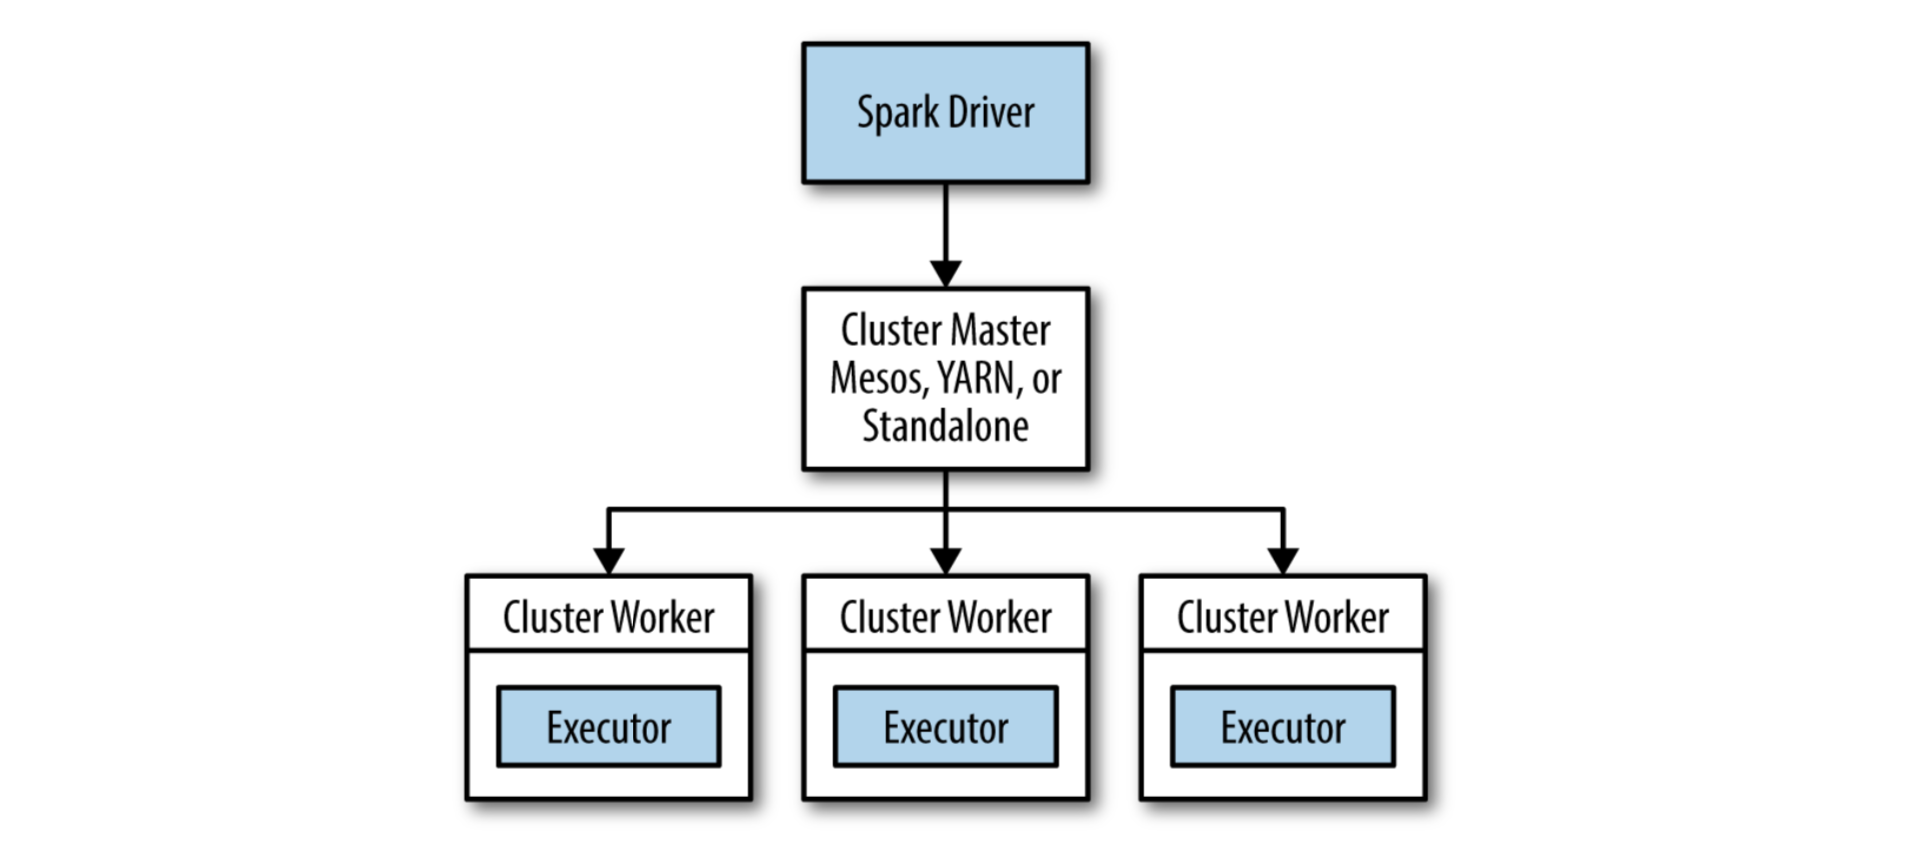 Spark Driver
Cluster Master
Mesos, YARN, or
Standalone
Cluster Worker
Cluster Worker
Cluster Worker
Executor
Executor
Executor